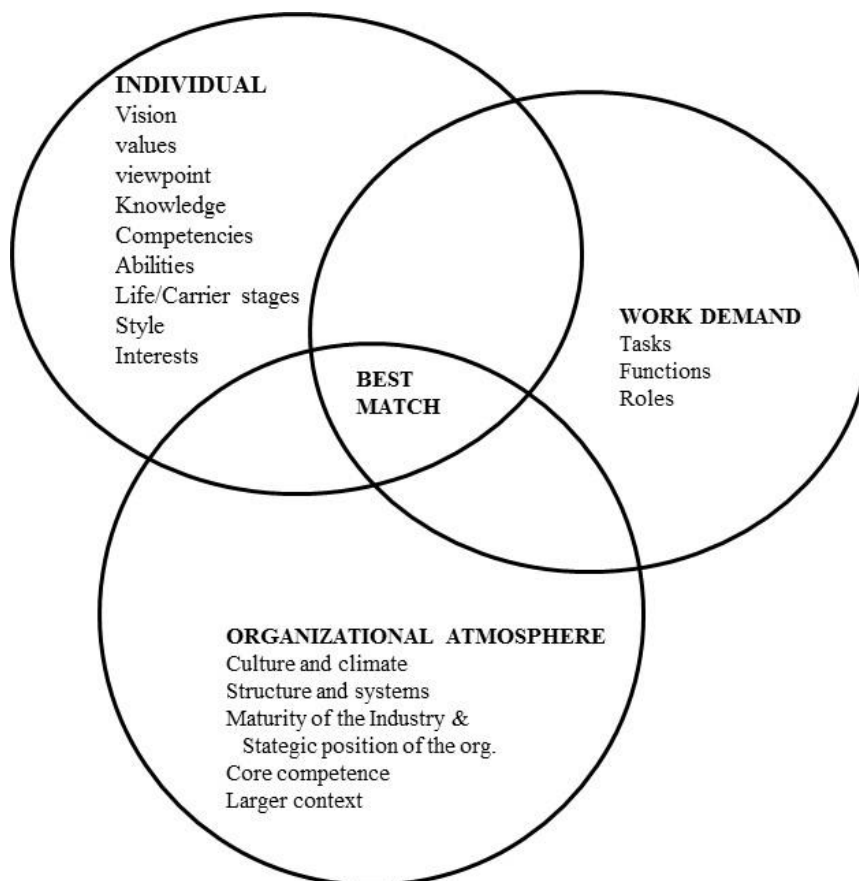 INDIVIDUAL
Vision
values
viewpoint
Knowledge
Competencies
Abilities
Life/Carrier stages
Style
Interests
WORK DEMAND
Tasks
Functions
Roles
BEST
MATCH
ORGANIZATIONAL ATMOSPHERE
Culture and climate
Structure and systems
Maturity of the Industry &
Stategic position of the org.
Core competence
Larger context